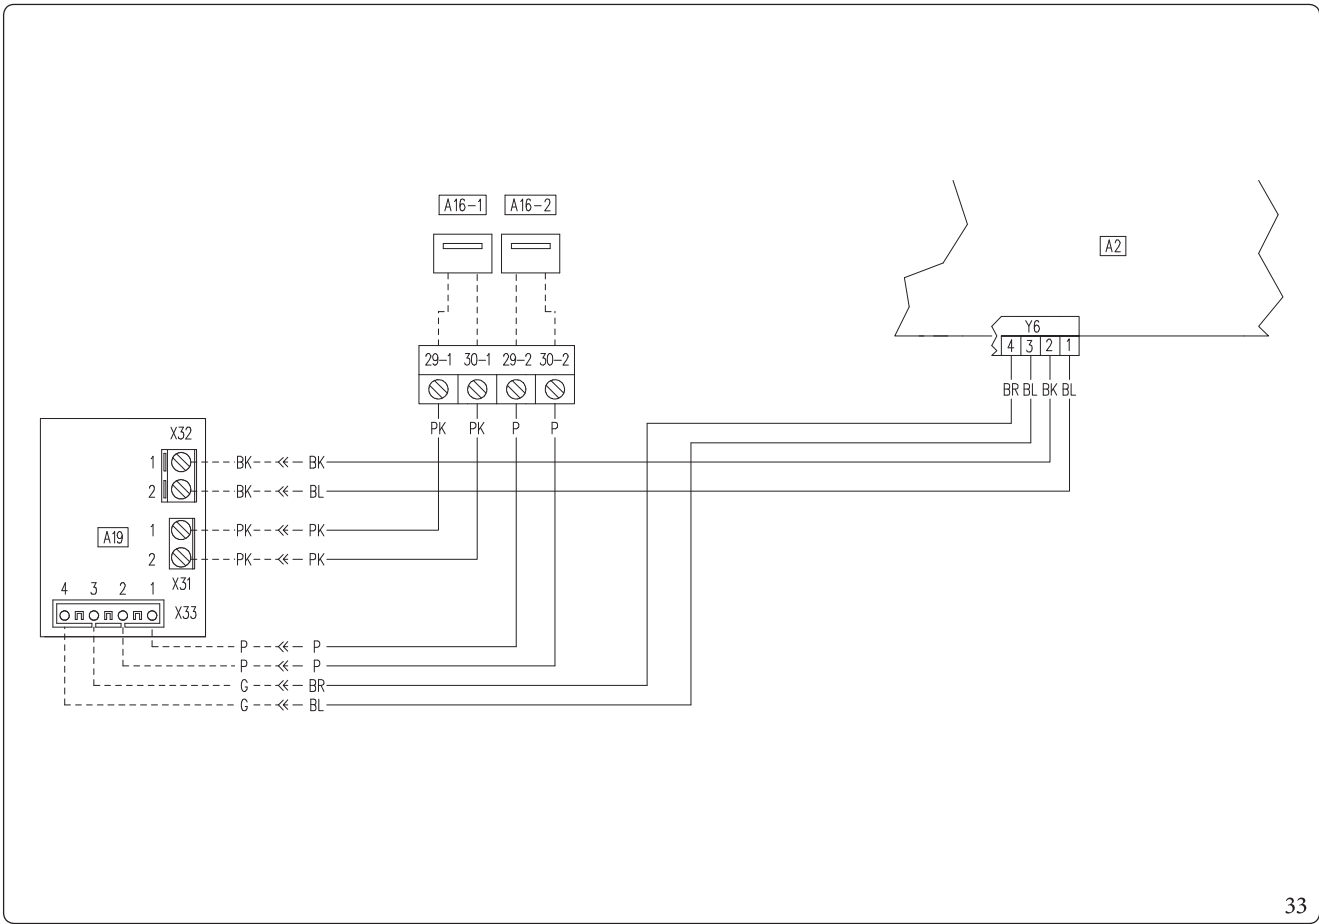 A16-1 A16-2
A2
Y6
4 3 2 1
29-1 30-1 29-2 30-2
BR BL BK BL
PK PK P P
X32
1 BK BK
2 BK BL
A19
1 PK PK
2 PK PK
X31
4 3 2 1
X33
P P
P P
G BR
G BL
33